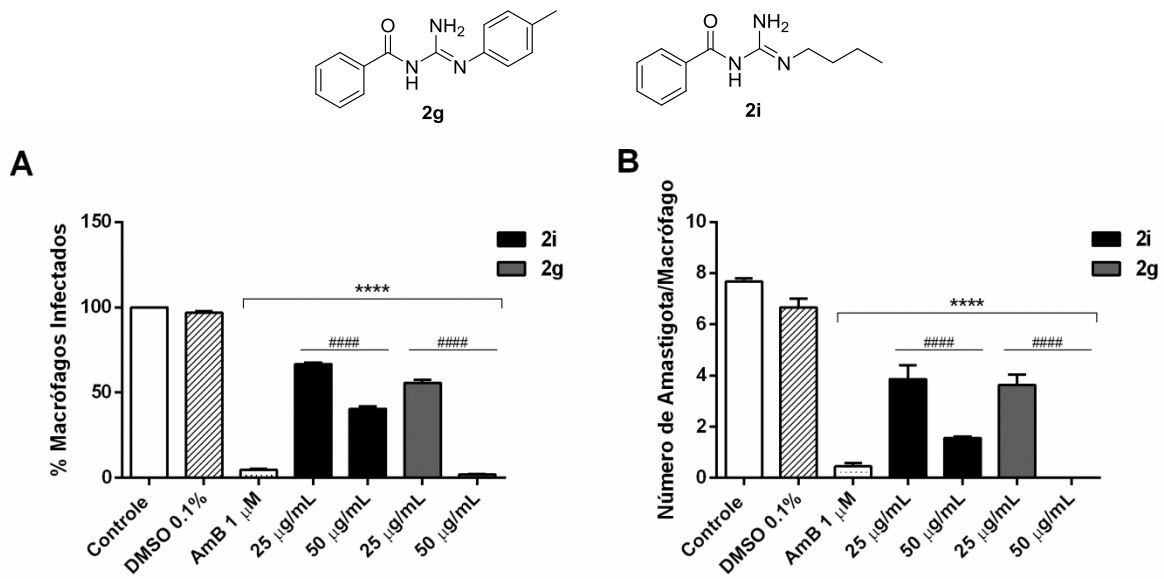 O NH₂
N N
H
2g
O NH₂
N N
H
2i
A
% Macrófagos Infectados
150
100
50
0
2i
2g
****
#### ####
Controle
DMSO 0.1%
AmB 1 μM
25 μg/mL
50 μg/mL
25 μg/mL
50 μg/mL
B
Número de Amastigota/Macrófago
10
8
6
4
2
0
2i
2g
****
#### ####
Controle
DMSO 0.1%
AmB 1 μM
25 μg/mL
50 μg/mL
25 μg/mL
50 μg/mL